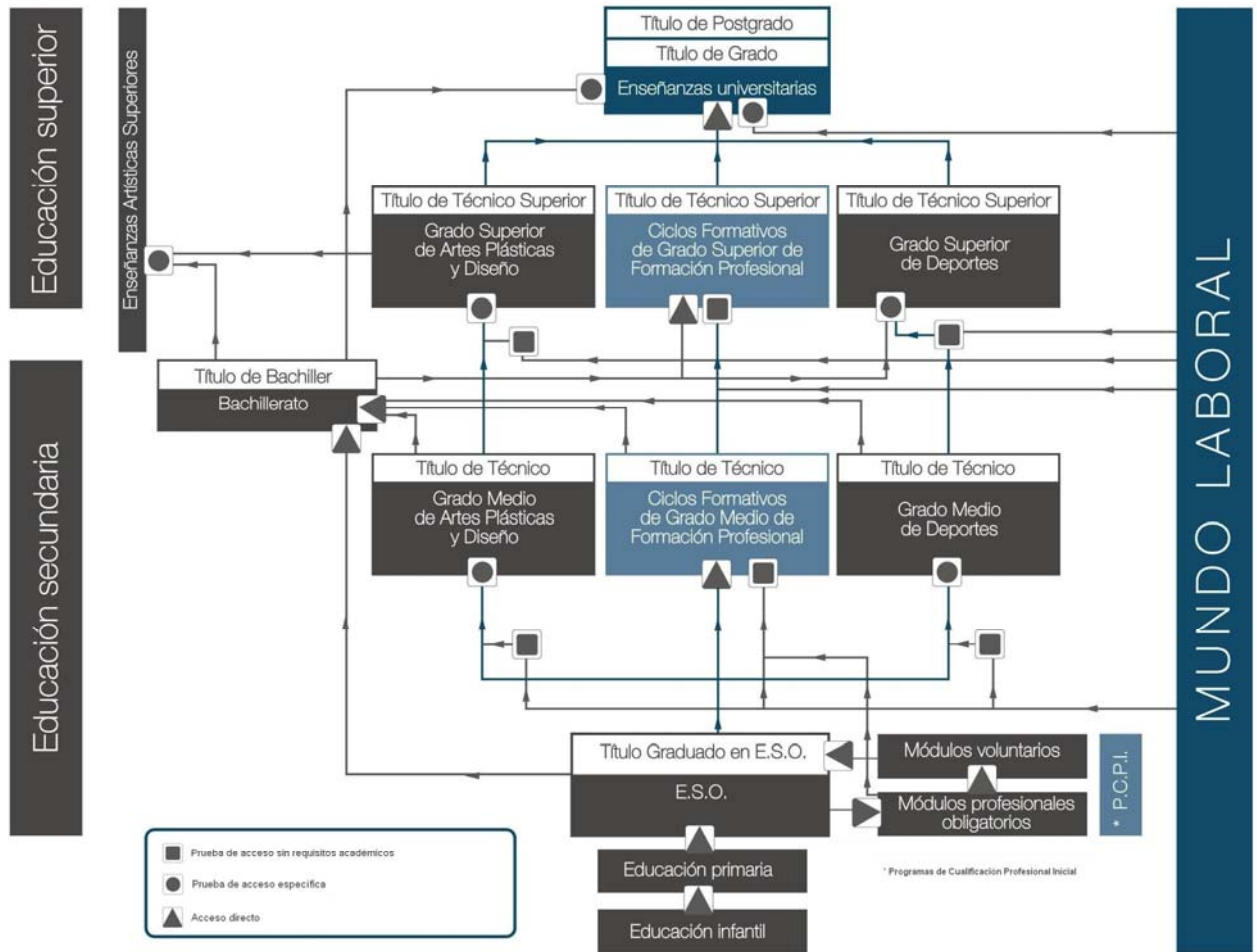 Educación superior
Enseñanzas Artísticas Superiores
Título de Postgrado
Título de Grado
Enseñanzas universitarias
Título de Técnico Superior
Grado Superior
de Artes Plásticas
y Diseño
Título de Técnico Superior
Ciclos Formativos
de Grado Superior de
Formación Profesional
Título de Técnico Superior
Grado Superior
de Deportes
MUNDO LABORAL
Educación secundaria
Título de Bachiller
Bachillerato
Título de Técnico
Grado Medio
de Artes Plásticas
y Diseño
Título de Técnico
Ciclos Formativos
de Grado Medio de
Formación Profesional
Título de Técnico
Grado Medio
de Deportes
Título Graduado en E.S.O.
E.S.O.
Módulos voluntarios
Módulos profesionales
obligatorios
* P.C.P.I.
Educación primaria
Educación infantil
* Programas de Cualificación Profesional Inicial
Prueba de acceso sin requisitos académicos
Prueba de acceso específica
Acceso directo